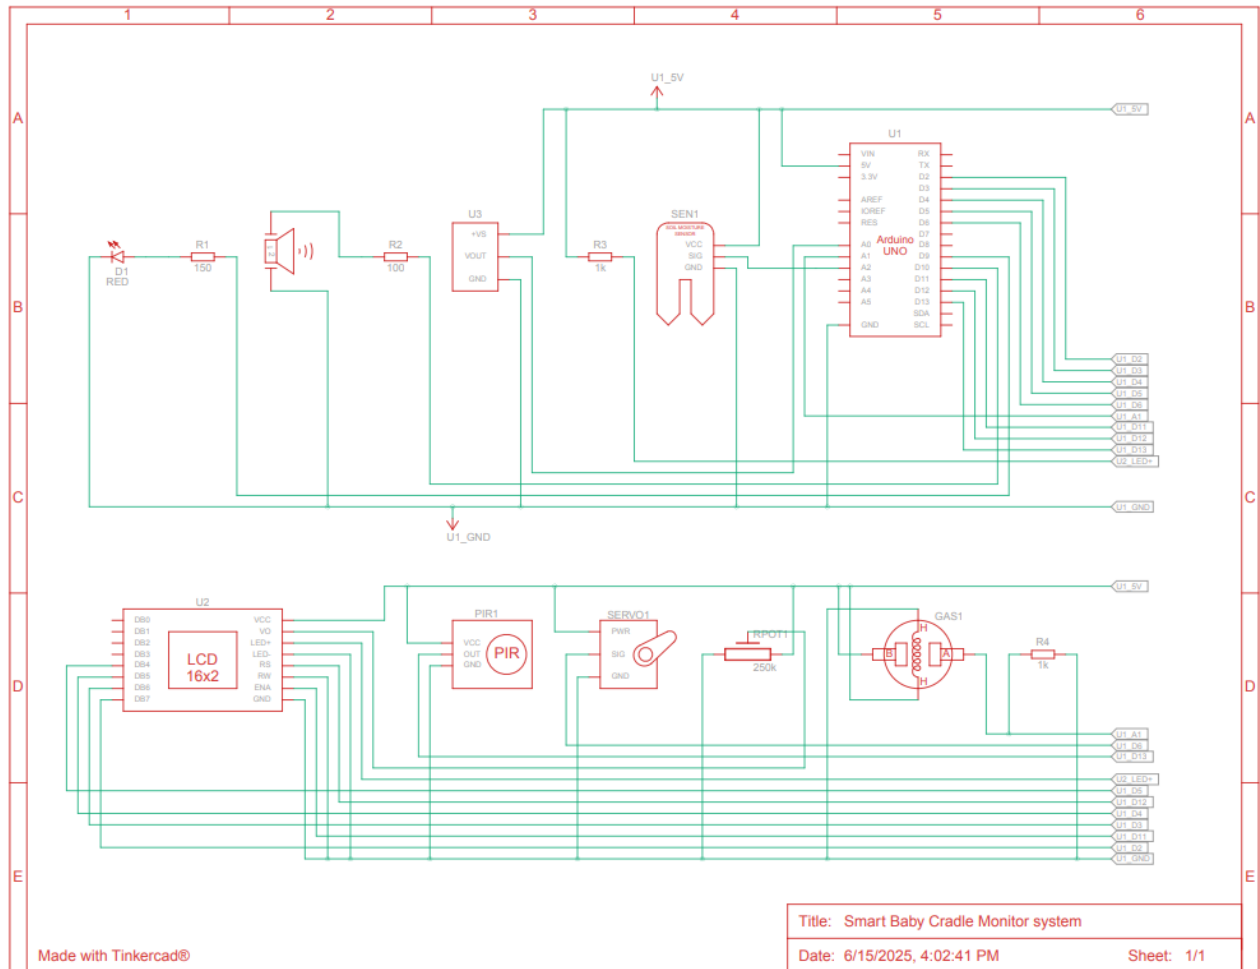 1 2 3 4 5 6
A A
B B
C C
D D
E E
U1_5V
U1_5V
U1
VIN RX
5V TX
3.3V D2
D3
AREF D4
IOREF D5
RES D6
D7
Arduino
UNO
A0 D8
A1 D9
A2 D10
A3 D11
A4 D12
A5 D13
SDA
GND SCL
D1
RED
R1
150
1 2
R2
100
U3
+VS
VOUT
GND
R3
1k
SEN1
SOIL MOISTURE
SENSOR
VCC
SIG
GND
U1_D2
U1_D3
U1_D4
U1_D5
U1_D6
U1_A1
U1_D11
U1_D12
U1_D13
U2_LED+
U1_GND
U1_GND
U1_5V
U2
DB0 VCC
DB1 VO
DB2 LED+
DB3 LED-
DB4 RS
DB5 RW
DB6 ENA
DB7 GND
LCD
16x2
PIR1
VCC
OUT
GND
PIR
SERVO1
PWR
SIG
GND
RPOT1
250k
GAS1
H
B A
H
R4
1k
U1_A1
U1_D6
U1_D13
U2_LED+
U1_D5
U1_D12
U1_D4
U1_D3
U1_D11
U1_D2
U1_GND
Title: Smart Baby Cradle Monitor system
Made with Tinkercad®
Date: 6/15/2025, 4:02:41 PM Sheet: 1/1